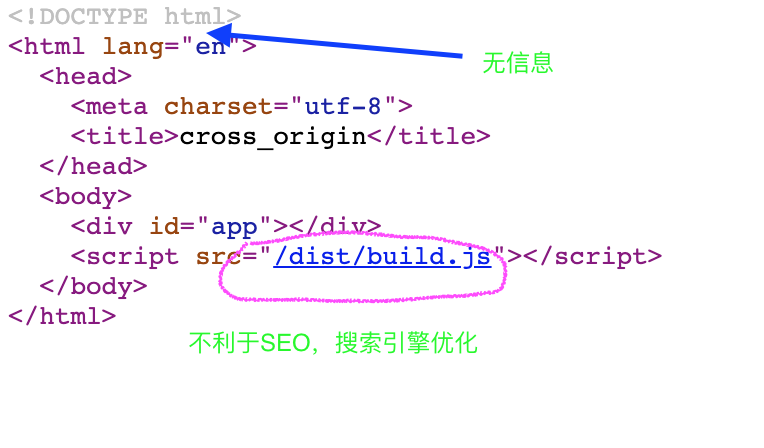 <!DOCTYPE html>
<html lang="en">
无信息
<head>
<meta charset="utf-8">
<title>cross_origin</title>
</head>
<body>
<div id="app"></div>
<script src="/dist/build.js"></script>
</body>
</html>
不利于SEO，搜索引擎优化